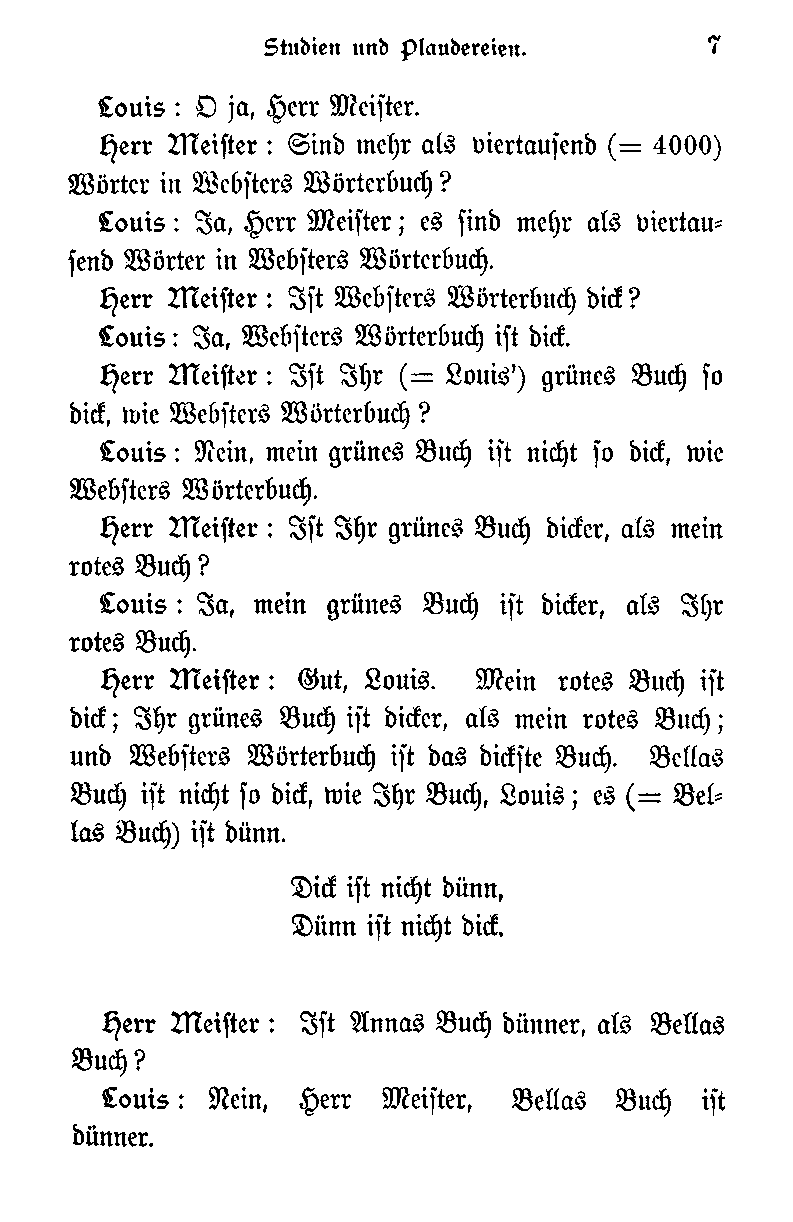 Studien und Plaudereien. 7
Louis: O ja, Herr Meister.
Herr Meister: Sind mehr als viertausend (= 4000)
Wörter in Websters Wörterbuch?
Louis: Ja, Herr Meister; es sind mehr als viertau-
send Wörter in Websters Wörterbuch.
Herr Meister: Ist Websters Wörterbuch dick?
Louis: Ja, Websters Wörterbuch ist dick.
Herr Meister: Ist Ihr (= Louis') grünes Buch so
dick, wie Websters Wörterbuch?
Louis: Nein, mein grünes Buch ist nicht so dick, wie
Websters Wörterbuch.
Herr Meister: Ist Ihr grünes Buch dicker, als mein
rotes Buch?
Louis: Ja, mein grünes Buch ist dicker, als Ihr
rotes Buch.
Herr Meister: Gut, Louis. Mein rotes Buch ist
dick; Ihr grünes Buch ist dicker, als mein rotes Buch;
und Websters Wörterbuch ist das dickste Buch. Bellas
Buch ist nicht so dick, wie Ihr Buch, Louis; es (= Bel-
las Buch) ist dünn.
Dick ist nicht dünn,
Dünn ist nicht dick.
Herr Meister: Ist Annas Buch dünner, als Bellas
Buch?
Louis: Nein, Herr Meister, Bellas Buch ist
dünner.